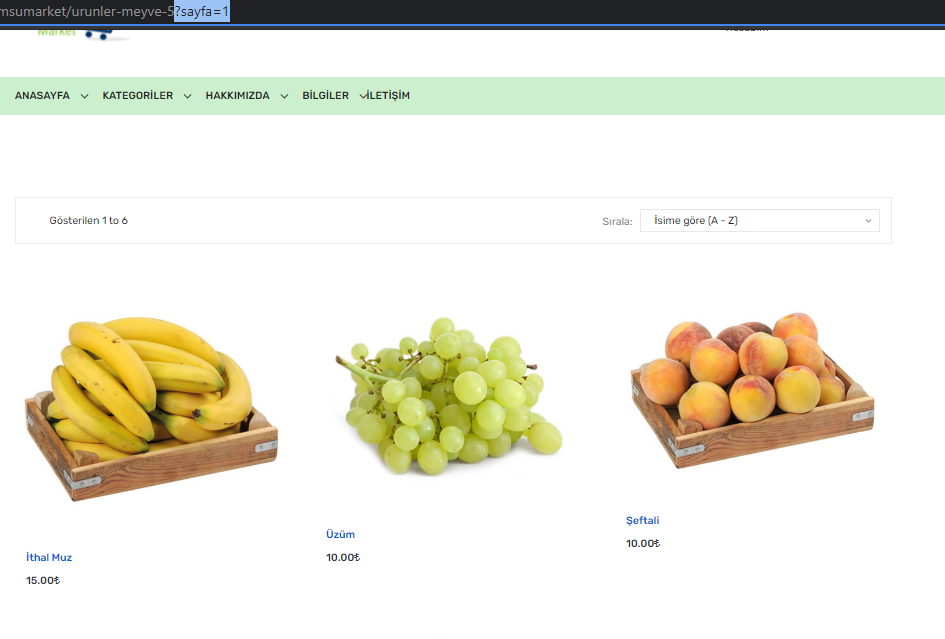 msumarket/urunler-meyve-5?sayfa=1
Market
ANASAYFA KATEGORİLER HAKKIMIZDA BİLGİLER İLETİŞİM
Gösterilen 1 to 6
Sırala: İsime göre (A - Z)
İthal Muz
15.00₺
Üzüm
10.00₺
Şeftali
10.00₺